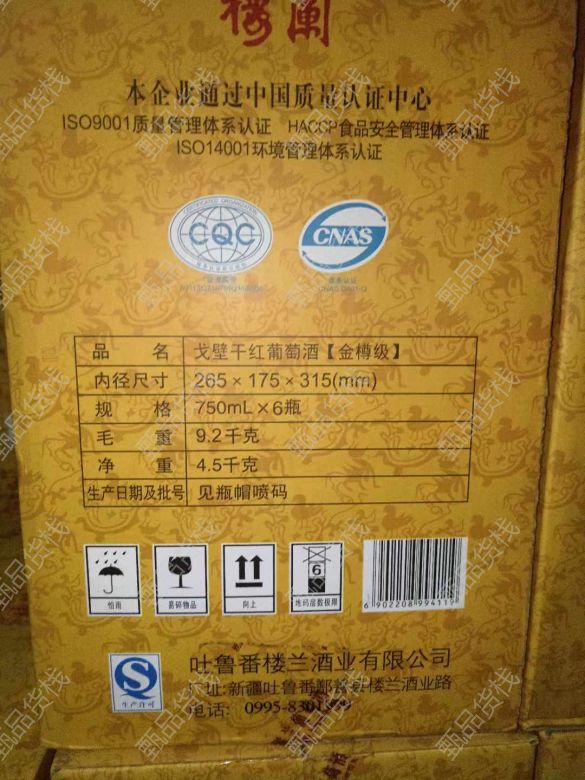 楼蘭
本企业通过中国质量认证中心
ISO9001质量管理体系认证 HACCP食品安全管理体系认证
ISO14001环境管理体系认证
CERTIFIED ORGANIZATION
CQC
CNAS
品 名 戈壁干红葡萄酒【金樽级】
内径尺寸 265×175×315(mm)
规 格 750mL×6瓶
毛 重 9.2千克
净 重 4.5千克
生产日期及批号 见瓶帽喷码
6
怕雨 易碎物品 向上 堆码层数极限
6902208994119
S
生产许可
吐鲁番楼兰酒业有限公司
厂址:新疆吐鲁番鄯善县楼兰酒业路
电话: 0995-8301999
甄品货栈